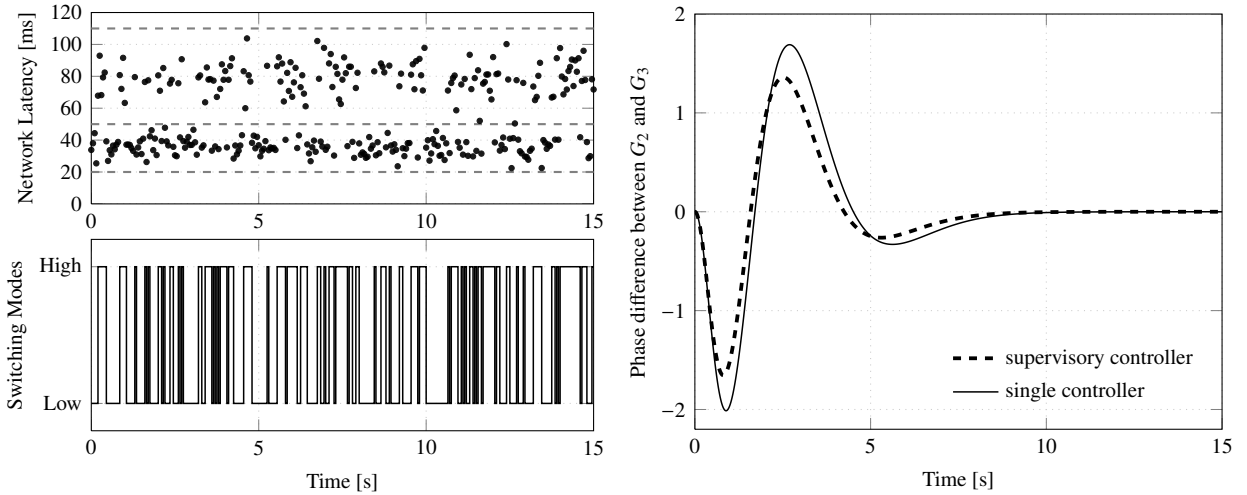 Network Latency [ms]
120
100
80
60
40
20
0
0 5 10 15
Switching Modes
High
Low
0 5 10 15
Time [s]
Phase difference between G2 and G3
2
1
0
−1
−2
supervisory controller
single controller
0 5 10 15
Time [s]